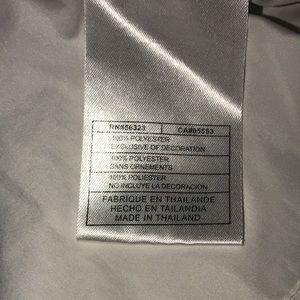 RN#56323 CA#05553
100% POLYESTER
EXCLUSIVE OF DECORATION
100% POLYESTER
SANS ORNEMENTS
100% POLIESTER
NO INCLUYE LA DECORACION
FABRIQUE EN THAILANDE
HECHO EN TAILANDIA
MADE IN THAILAND